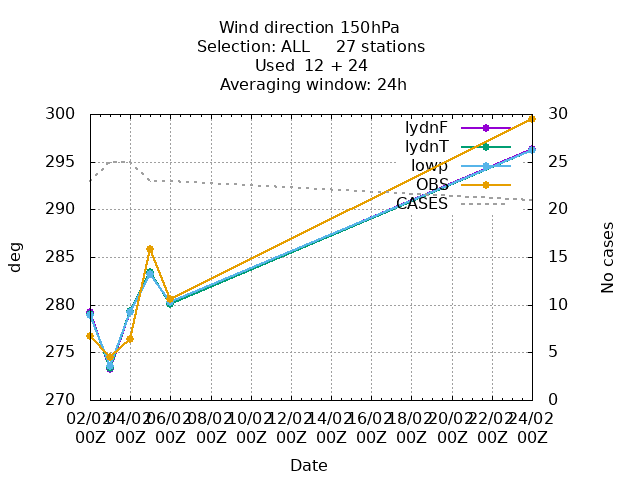 Wind direction 150hPa
Selection: ALL 27 stations
Used 12 + 24
Averaging window: 24h
300
295
290
285
280
275
270
deg
30
25
20
15
10
5
0
No cases
lydnF
lydnT
lowp
OBS
CASES
02/02 04/02 06/02 08/02 10/02 12/02 14/02 16/02 18/02 20/02 22/02 24/02
00Z 00Z 00Z 00Z 00Z 00Z 00Z 00Z 00Z 00Z 00Z 00Z
Date